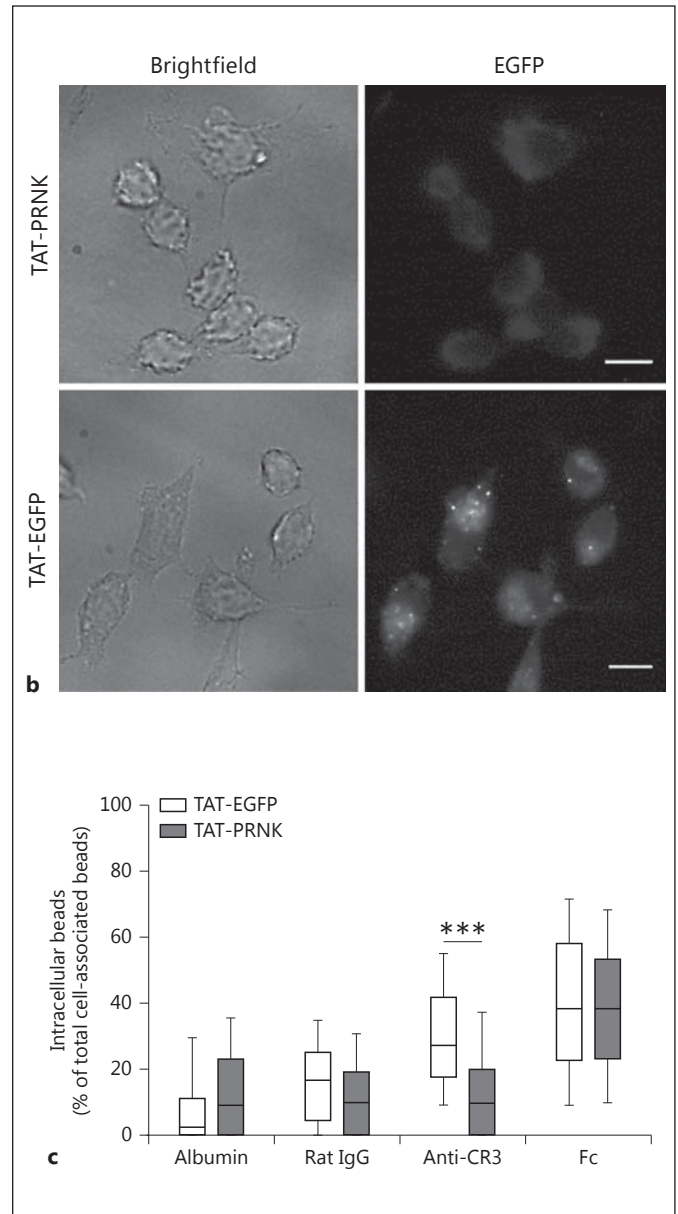 Brightfield EGFP
TAT-PRNK
TAT-EGFP
b
100
80
60
40
20
0
Intracellular beads
(% of total cell-associated beads)
TAT-EGFP
TAT-PRNK
***
Albumin Rat IgG Anti-CR3 Fc
c